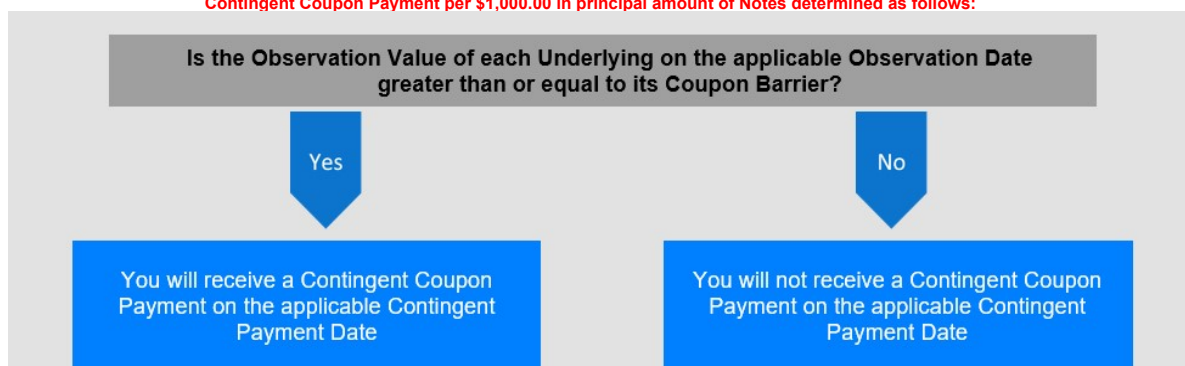 Contingent Coupon Payment per $1,000.00 in principal amount of Notes determined as follows:
Is the Observation Value of each Underlying on the applicable Observation Date
greater than or equal to its Coupon Barrier?
Yes
No
You will receive a Contingent Coupon
Payment on the applicable Contingent
Payment Date
You will not receive a Contingent Coupon
Payment on the applicable Contingent
Payment Date